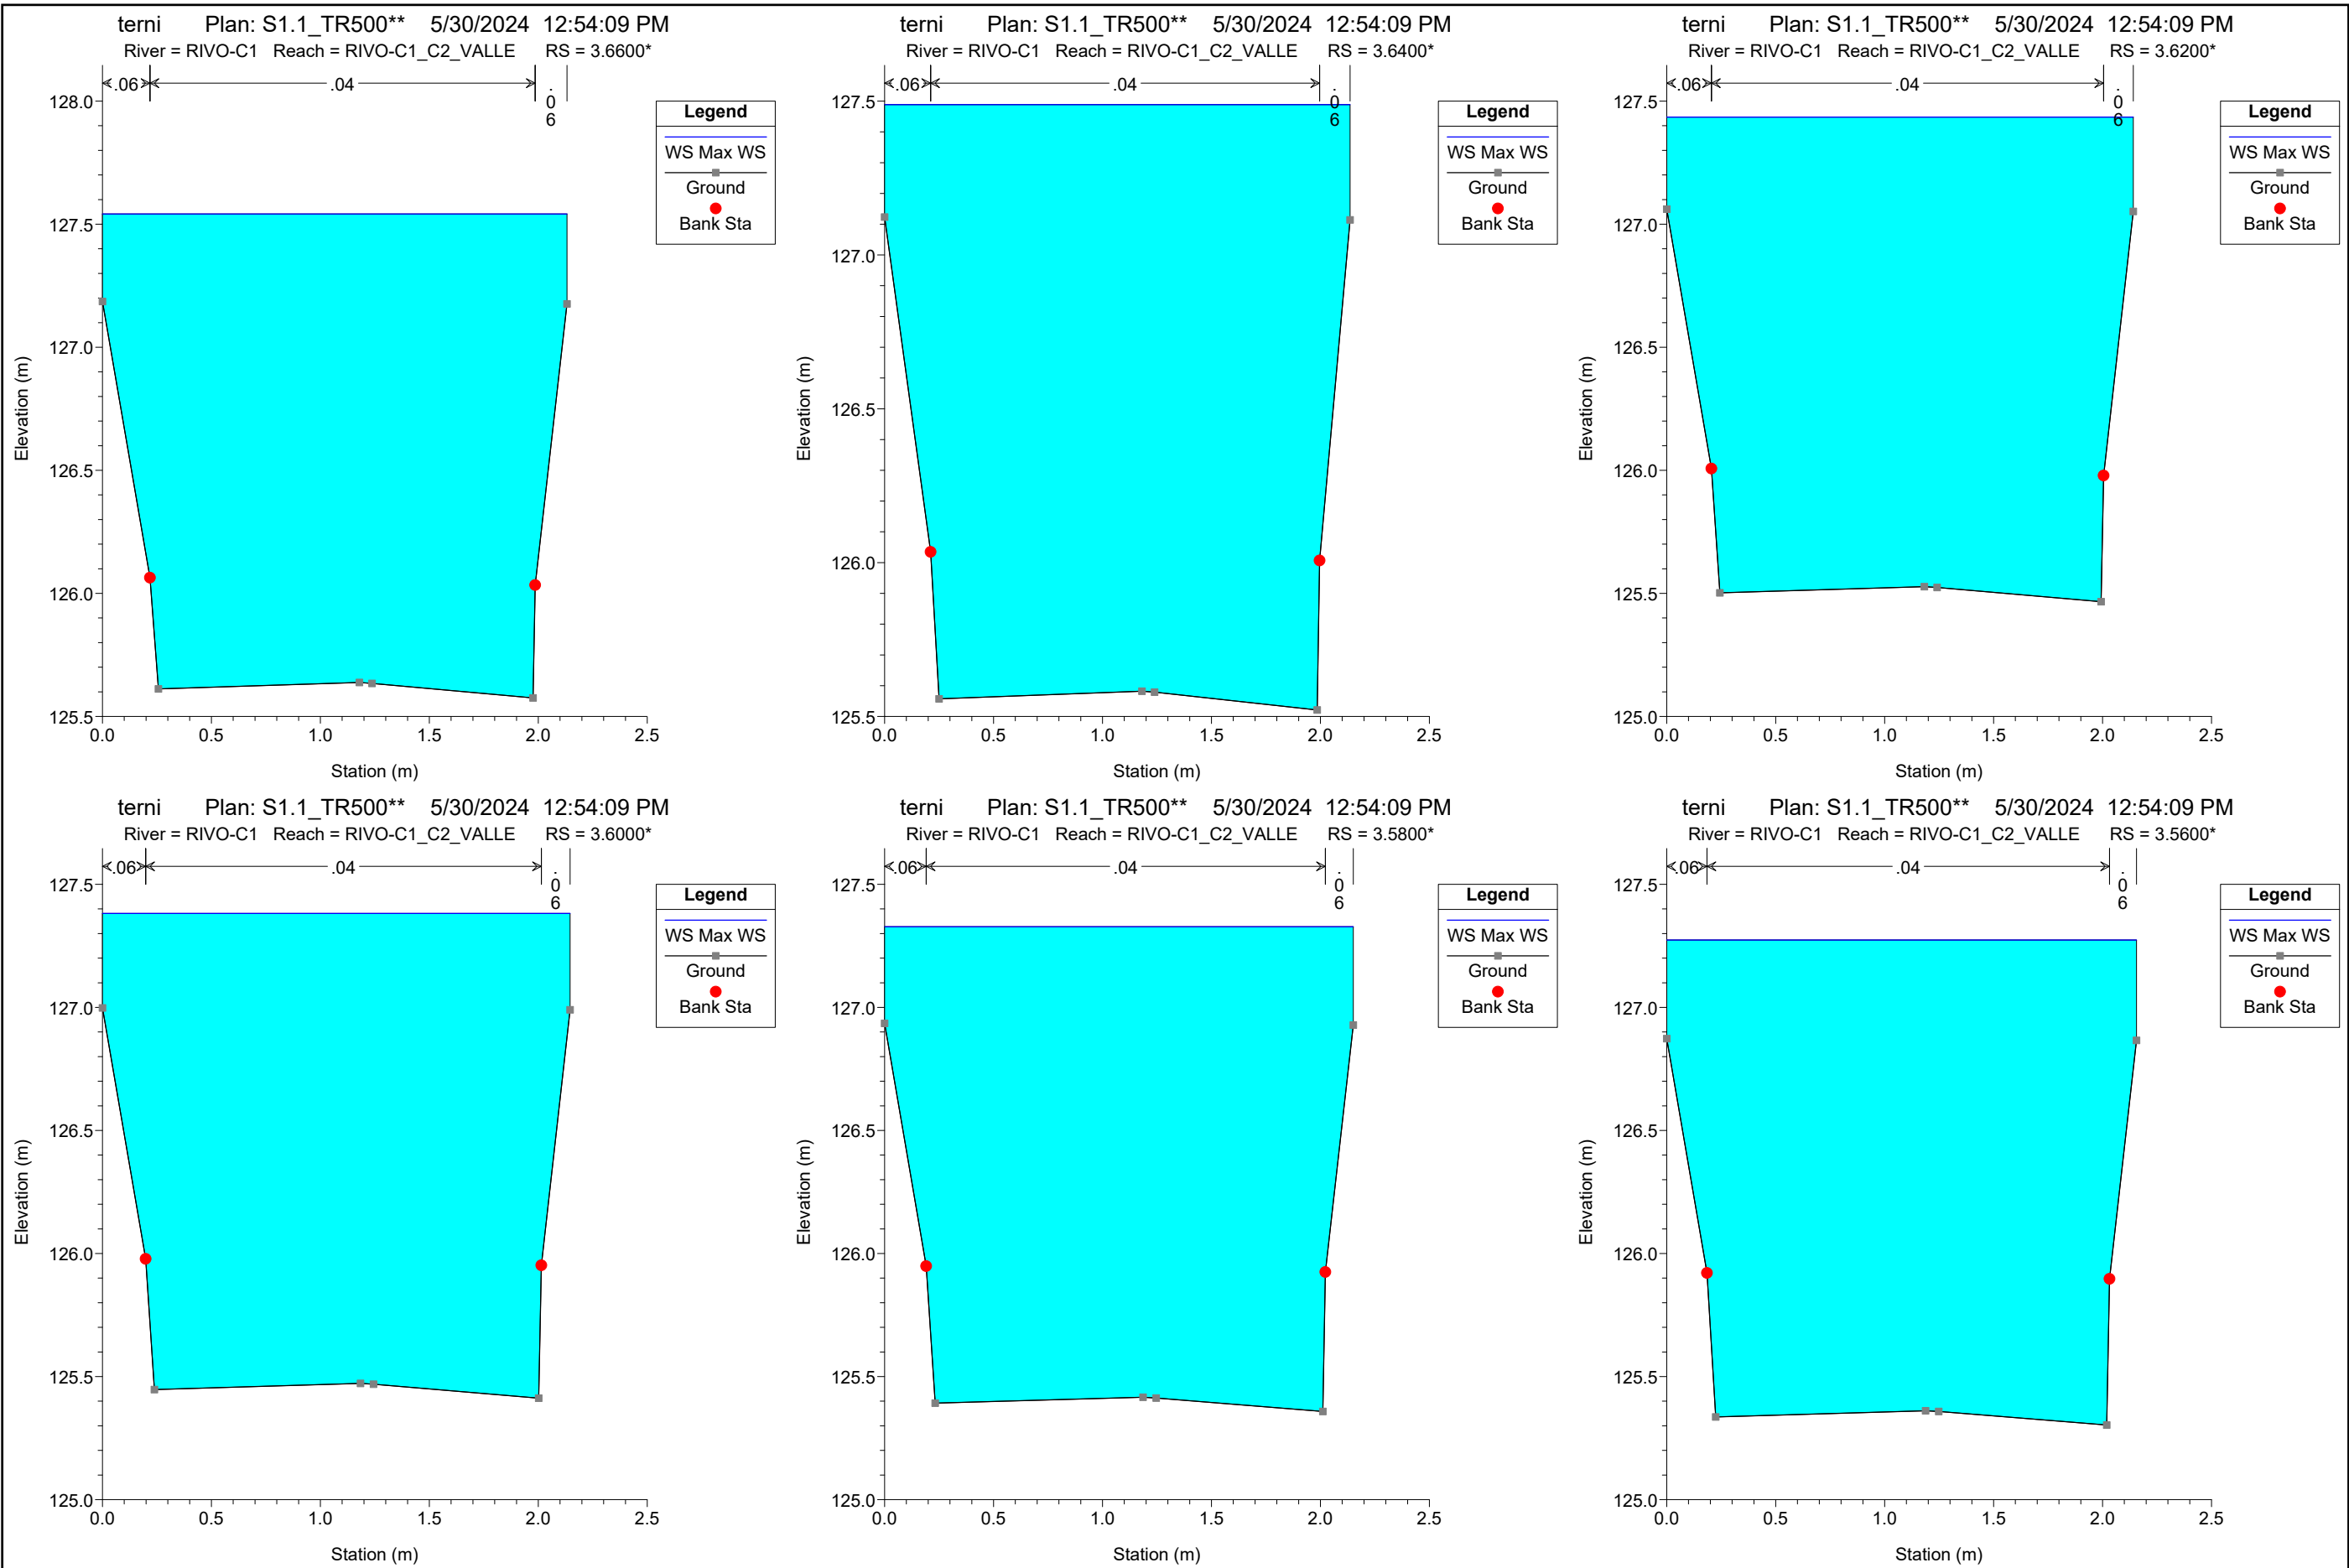 terni Plan: S1.1_TR500** 5/30/2024 12:54:09 PM
River = RIVO-C1 Reach = RIVO-C1_C2_VALLE RS = 3.6600*
.06
.04
.06
128.0
127.5
127.0
126.5
126.0
125.5
0.0 0.5 1.0 1.5 2.0 2.5
Station (m)
Elevation (m)
Legend
WS Max WS
Ground
Bank Sta
terni Plan: S1.1_TR500** 5/30/2024 12:54:09 PM
River = RIVO-C1 Reach = RIVO-C1_C2_VALLE RS = 3.6400*
.06
.04
.06
127.5
127.0
126.5
126.0
125.5
0.0 0.5 1.0 1.5 2.0 2.5
Station (m)
Elevation (m)
Legend
WS Max WS
Ground
Bank Sta
terni Plan: S1.1_TR500** 5/30/2024 12:54:09 PM
River = RIVO-C1 Reach = RIVO-C1_C2_VALLE RS = 3.6200*
.06
.04
.06
127.5
127.0
126.5
126.0
125.5
125.0
0.0 0.5 1.0 1.5 2.0 2.5
Station (m)
Elevation (m)
Legend
WS Max WS
Ground
Bank Sta
terni Plan: S1.1_TR500** 5/30/2024 12:54:09 PM
River = RIVO-C1 Reach = RIVO-C1_C2_VALLE RS = 3.6000*
.06
.04
.06
127.5
127.0
126.5
126.0
125.5
125.0
0.0 0.5 1.0 1.5 2.0 2.5
Station (m)
Elevation (m)
Legend
WS Max WS
Ground
Bank Sta
terni Plan: S1.1_TR500** 5/30/2024 12:54:09 PM
River = RIVO-C1 Reach = RIVO-C1_C2_VALLE RS = 3.5800*
.06
.04
.06
127.5
127.0
126.5
126.0
125.5
125.0
0.0 0.5 1.0 1.5 2.0 2.5
Station (m)
Elevation (m)
Legend
WS Max WS
Ground
Bank Sta
terni Plan: S1.1_TR500** 5/30/2024 12:54:09 PM
River = RIVO-C1 Reach = RIVO-C1_C2_VALLE RS = 3.5600*
.06
.04
.06
127.5
127.0
126.5
126.0
125.5
125.0
0.0 0.5 1.0 1.5 2.0 2.5
Station (m)
Elevation (m)
Legend
WS Max WS
Ground
Bank Sta